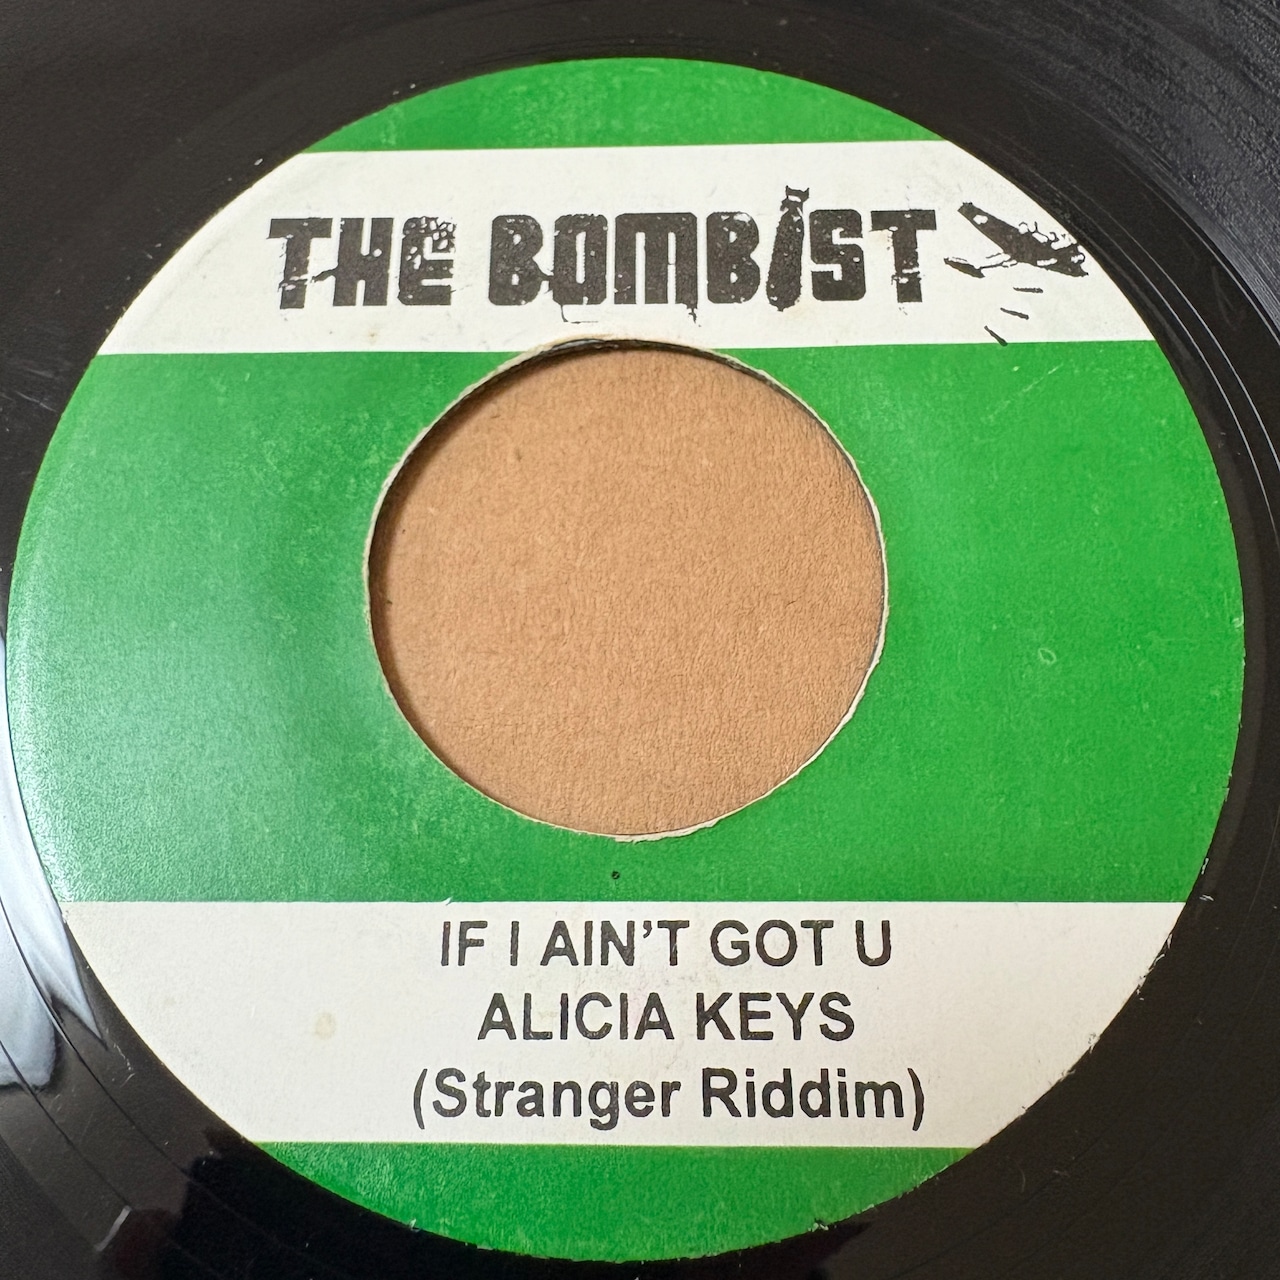 THE BOMBIST
IF I AIN'T GOT U
ALICIA KEYS
(Stranger Riddim)